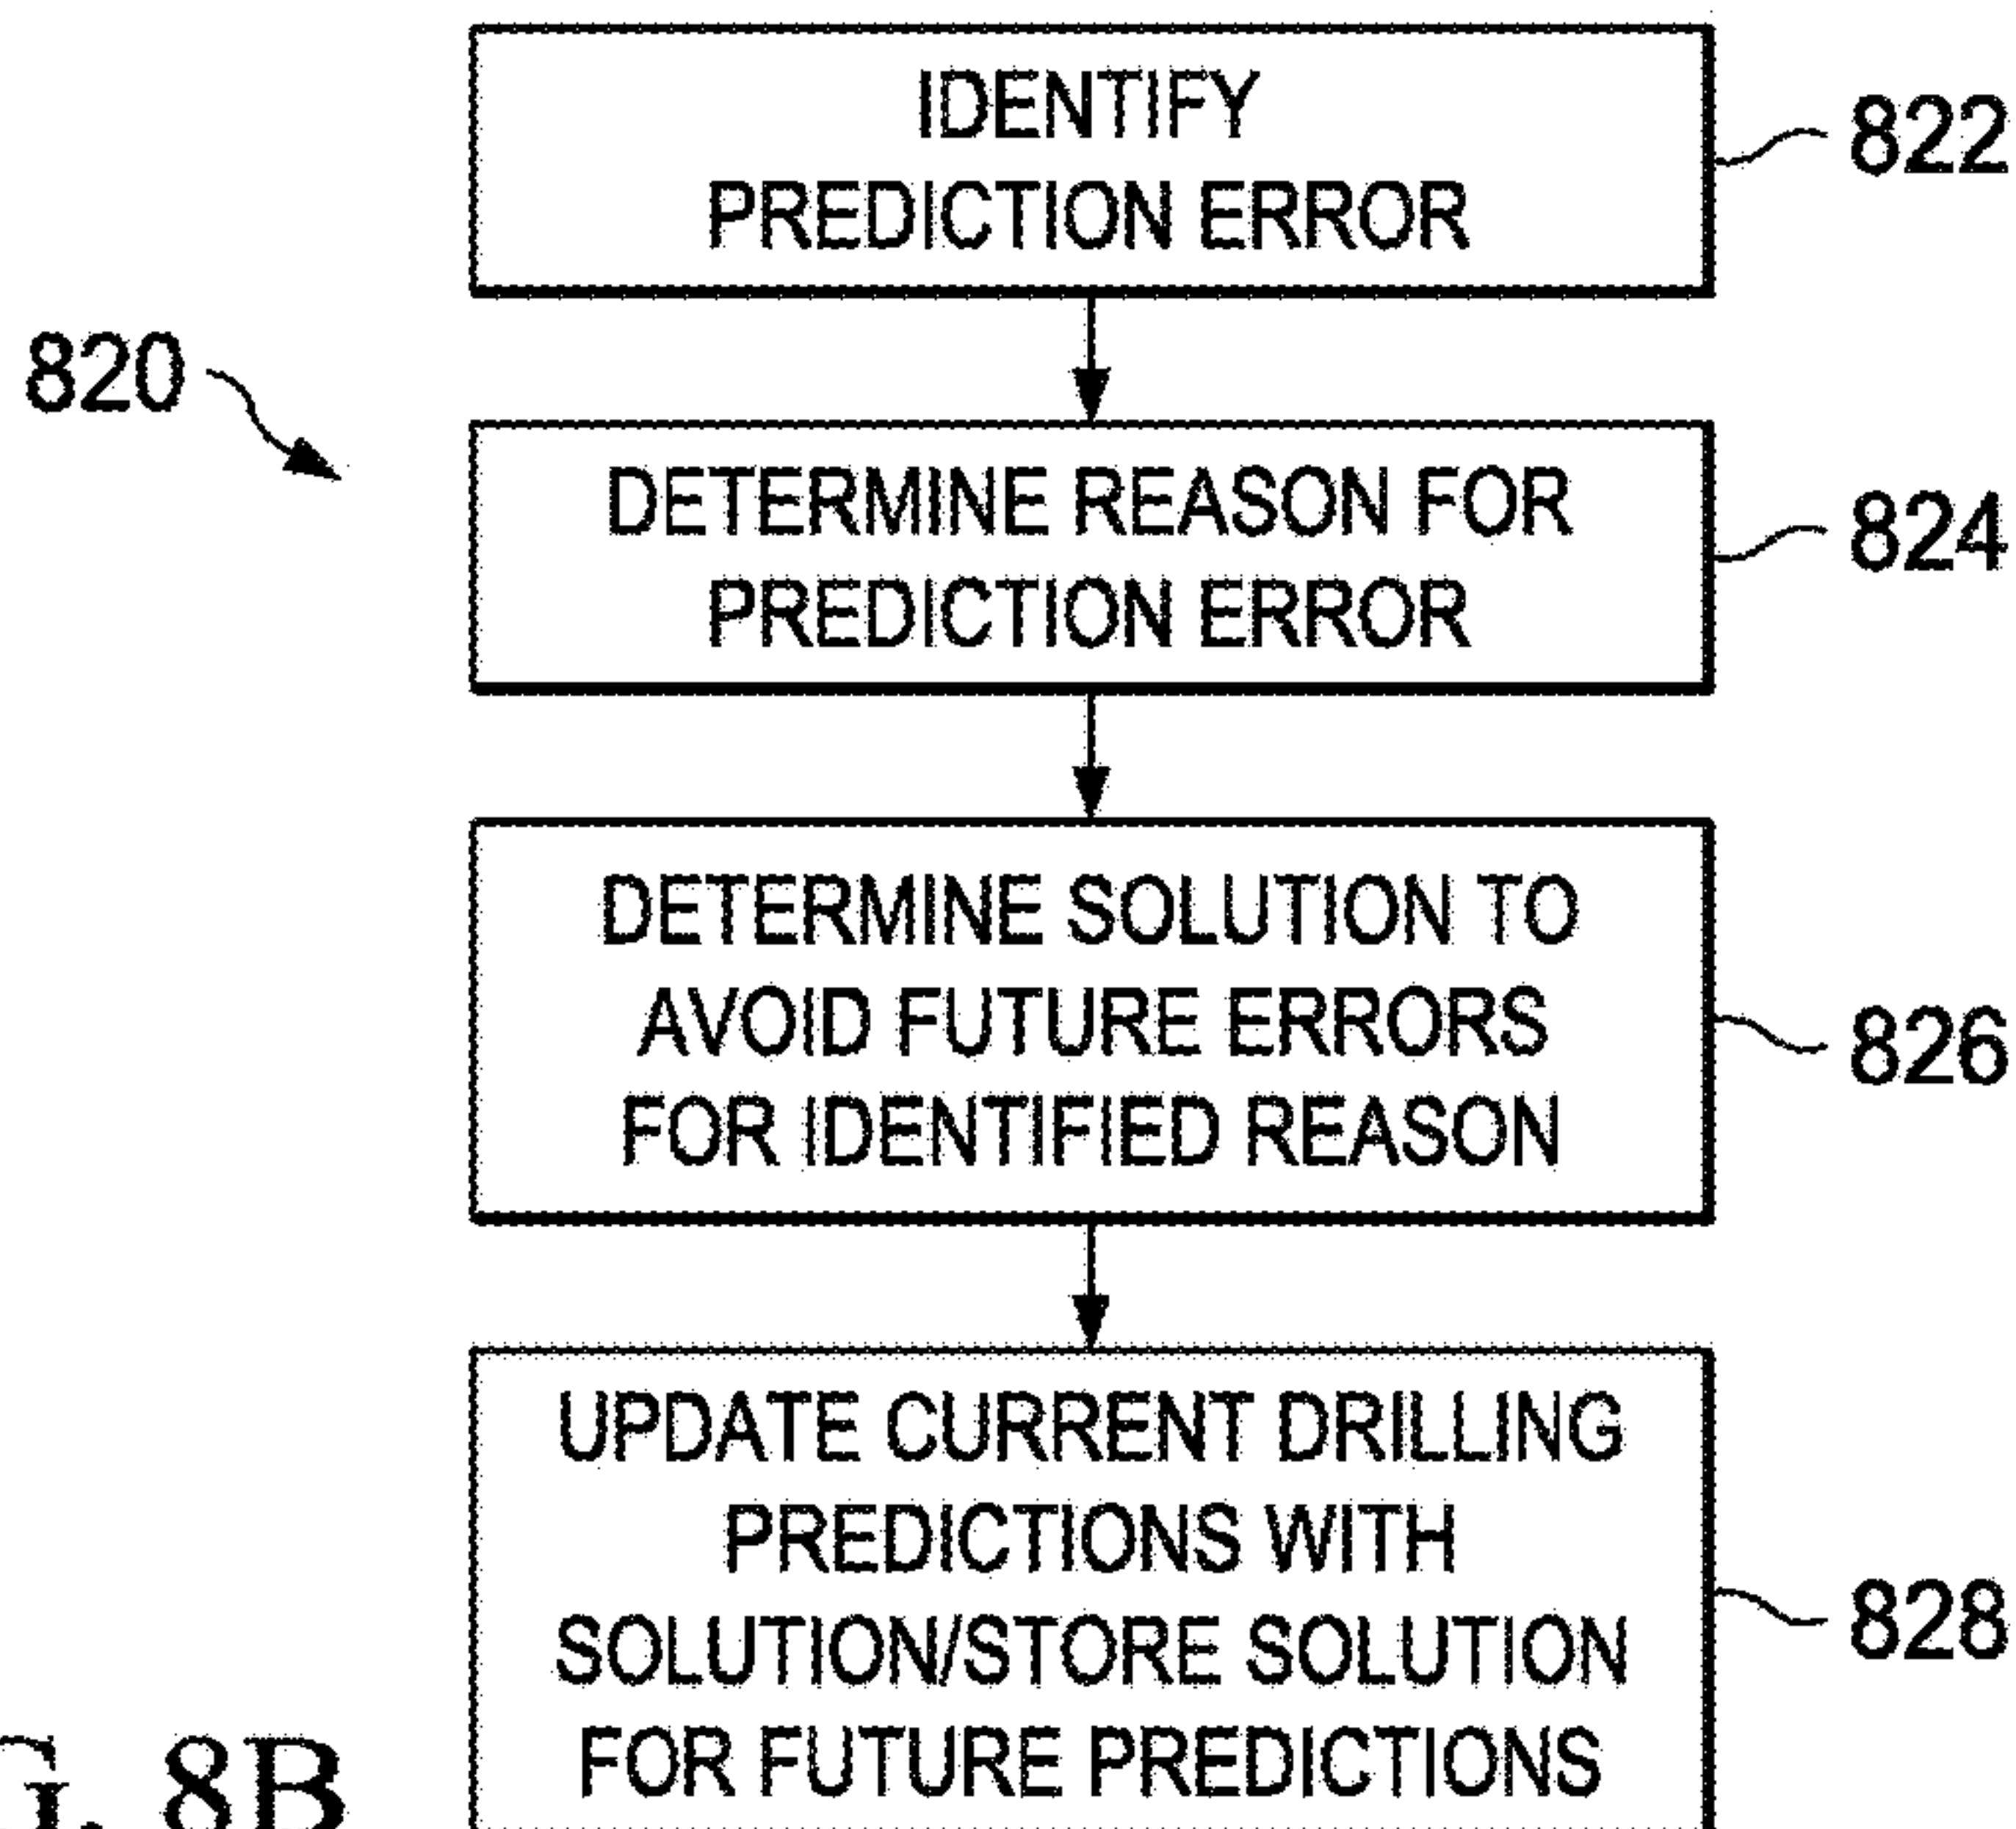 IDENTIFY
PREDICTION ERROR
822
820
DETERMINE REASON FOR
PREDICTION ERROR
824
DETERMINE SOLUTION TO
AVOID FUTURE ERRORS
FOR IDENTIFIED REASON
826
UPDATE CURRENT DRILLING
PREDICTIONS WITH
SOLUTION/STORE SOLUTION
FOR FUTURE PREDICTIONS
828
G. 8B